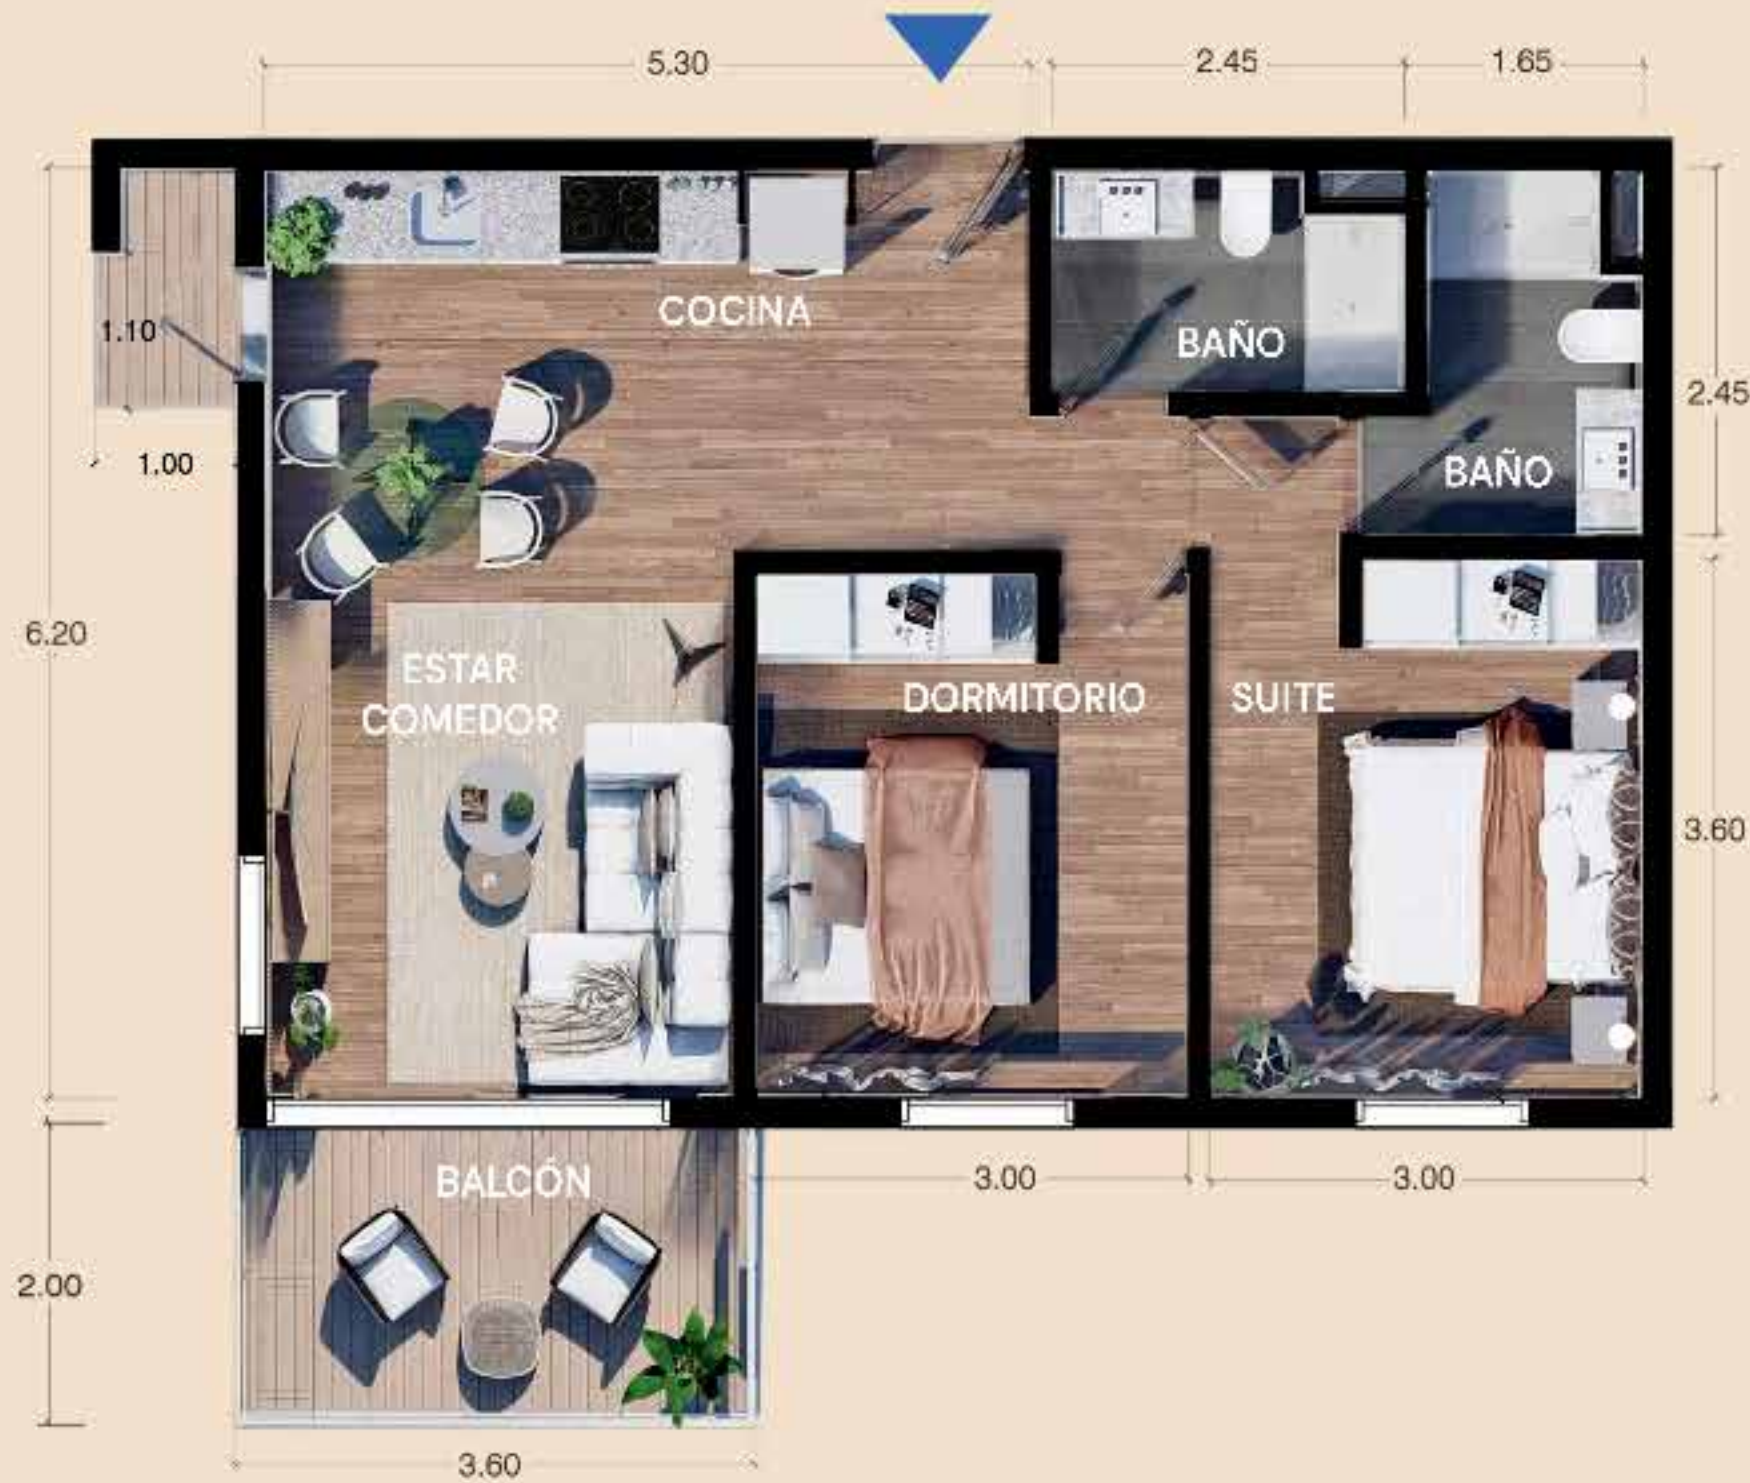 5.30
2.45
1.65
COCINA
1.10
BAÑO
2.45
1.00
BAÑO
6.20
ESTAR
COMEDOR
DORMITORIO
SUITE
3.60
BALCÓN
3.00
3.00
2.00
3.60